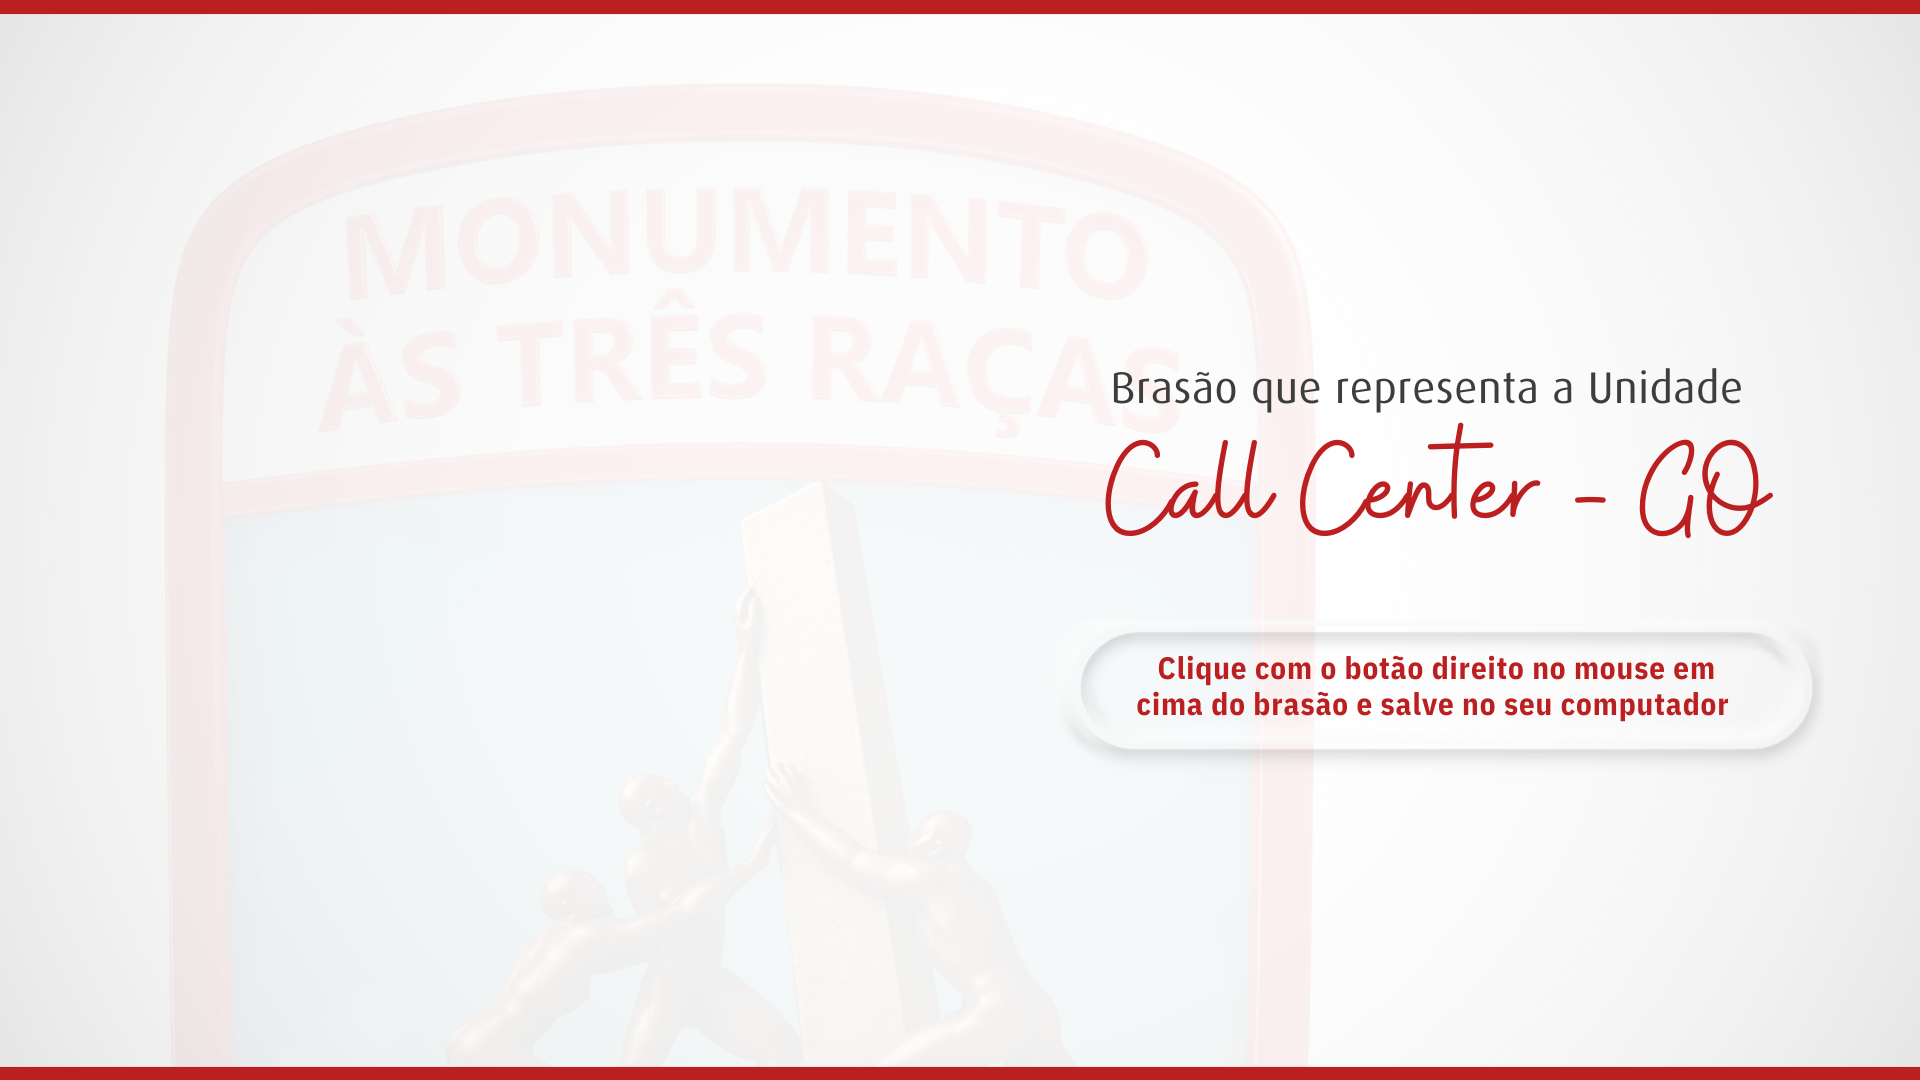 MONUMENTO
ÀS TRÊS RAÇAS
Brasão que representa a Unidade
Call Center - GO
Clique com o botão direito no mouse em
cima do brasão e salve no seu computador